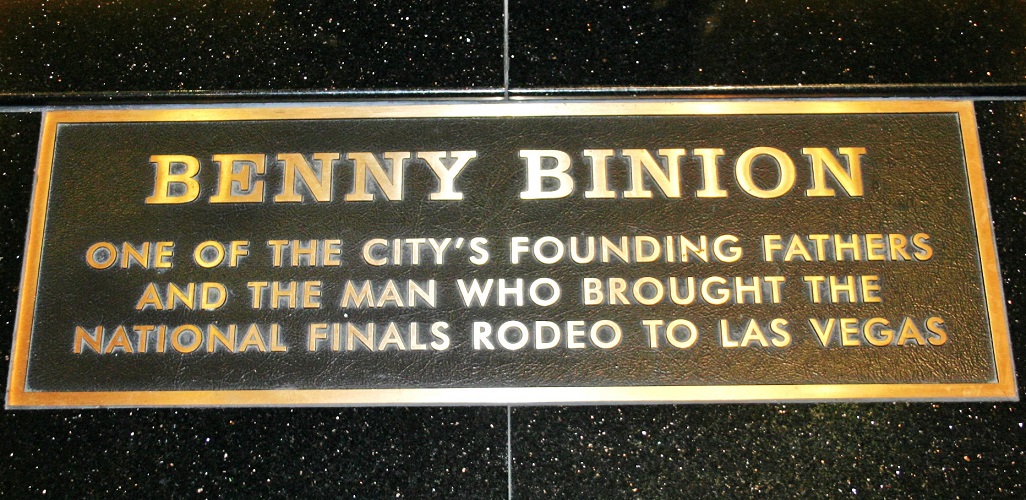 BENNY BINION
ONE OF THE CITY'S FOUNDING FATHERS
AND THE MAN WHO BROUGHT THE
NATIONAL FINALS RODEO TO LAS VEGAS